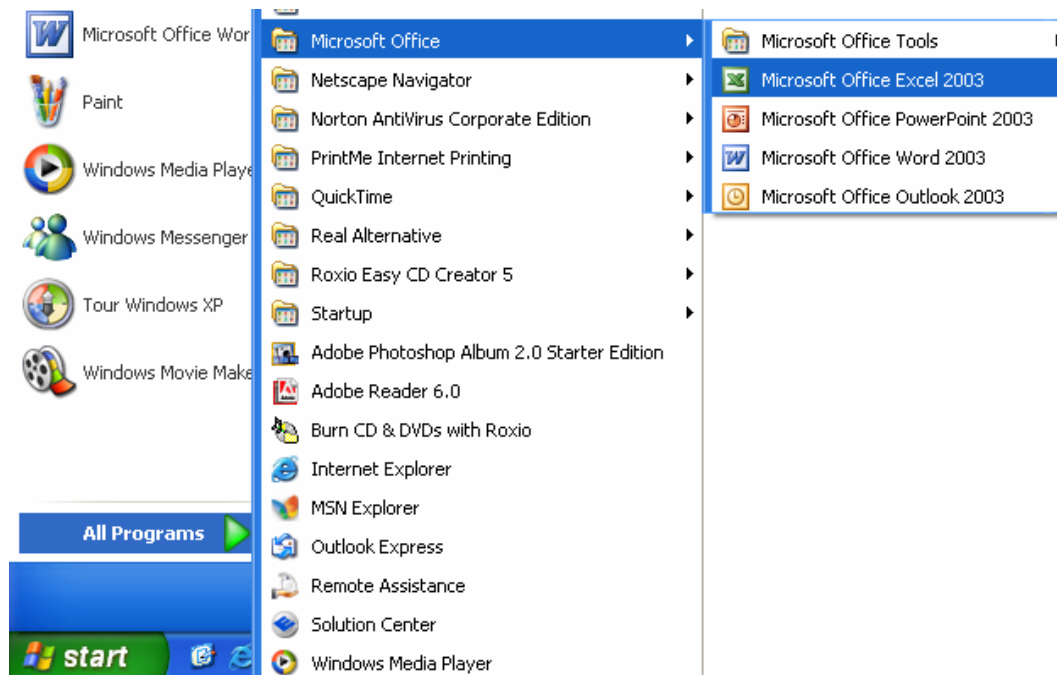 Microsoft Office Wor
Paint
Windows Media Playe
Windows Messenger
Tour Windows XP
Windows Movie Make
All Programs
start
Microsoft Office
Netscape Navigator
Norton AntiVirus Corporate Edition
PrintMe Internet Printing
QuickTime
Real Alternative
Roxio Easy CD Creator 5
Startup
Adobe Photoshop Album 2.0 Starter Edition
Adobe Reader 6.0
Burn CD & DVDs with Roxio
Internet Explorer
MSN Explorer
Outlook Express
Remote Assistance
Solution Center
Windows Media Player
Microsoft Office Tools
Microsoft Office Excel 2003
Microsoft Office PowerPoint 2003
Microsoft Office Word 2003
Microsoft Office Outlook 2003